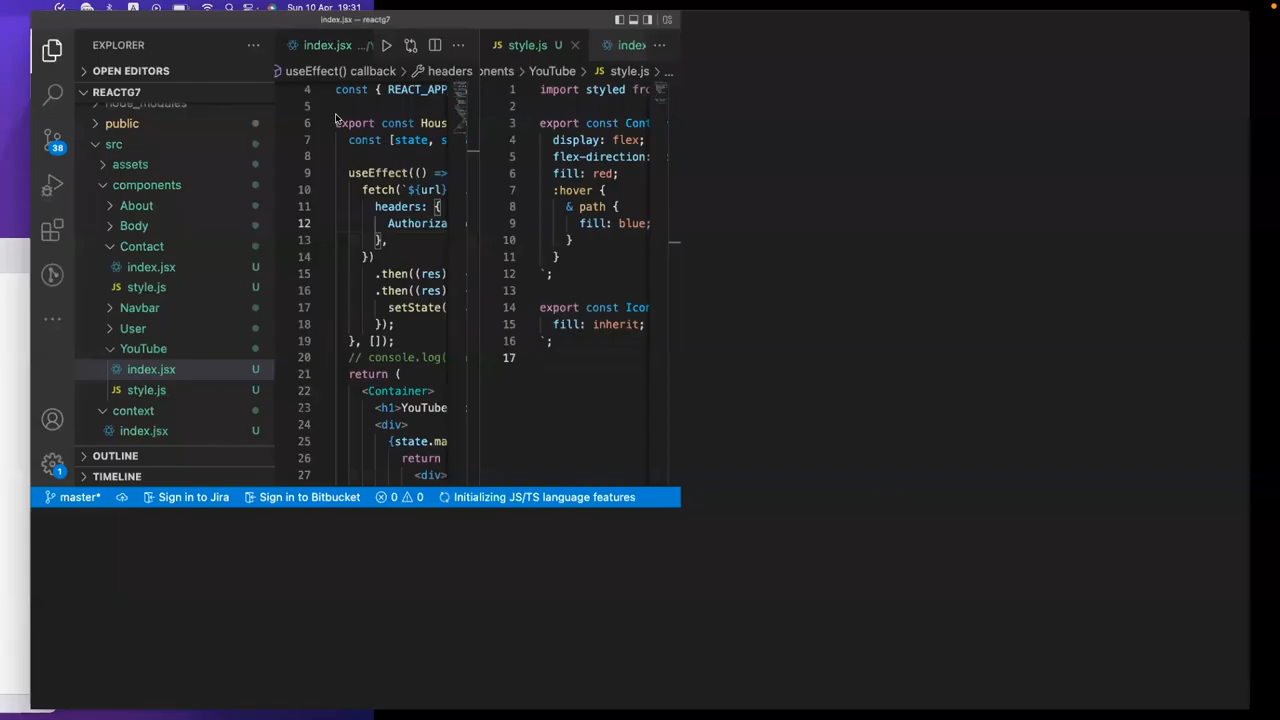 Sun 10 Apr 19:31
index.jsx — reactg7
EXPLORER
index.jsx
style.js U
index
OPEN EDITORS
useEffect() callback > headers
onents > YouTube > JS style.js > ...
REACTG7
node_modules
public
src
assets
components
About
Body
Contact
index.jsx U
style.js U
Navbar
User
YouTube
index.jsx U
style.js U
context
index.jsx U
OUTLINE
TIMELINE
38
1
4 const { REACT_APP
5
6 export const Hous
7 const [state, s
8
9 useEffect(() =>
10 fetch(`${url}
11 headers: {
12 Authoriza
13 },
14 })
15 .then((res)
16 .then((res)
17 setState(
18 });
19 }, []);
20 // console.log(
21 return (
22 <Container>
23 <h1>YouTube
24 <div>
25 {state.ma
26 return
27 <div>
1 import styled fro
2
3 export const Cont
4 display: flex;
5 flex-direction:
6 fill: red;
7 :hover {
8 & path {
9 fill: blue;
10 }
11 }
12 `;
13
14 export const Icon
15 fill: inherit;
16 `;
17
master* Sign in to Jira Sign in to Bitbucket 0 0 Initializing JS/TS language features